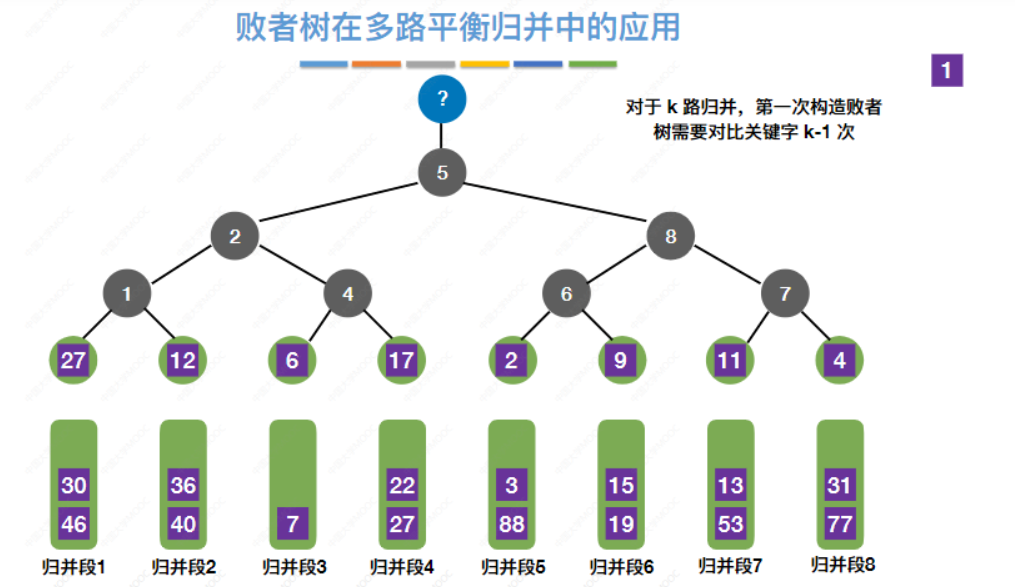 败者树在多路平衡归并中的应用
1
?
对于 k 路归并，第一次构造败者
树需要对比关键字 k-1 次
5
2 8
1 4 6 7
27 12 6 17 2 9 11 4
30 36 22 3 15 13 31
46 40 7 27 88 19 53 77
归并段1 归并段2 归并段3 归并段4 归并段5 归并段6 归并段7 归并段8